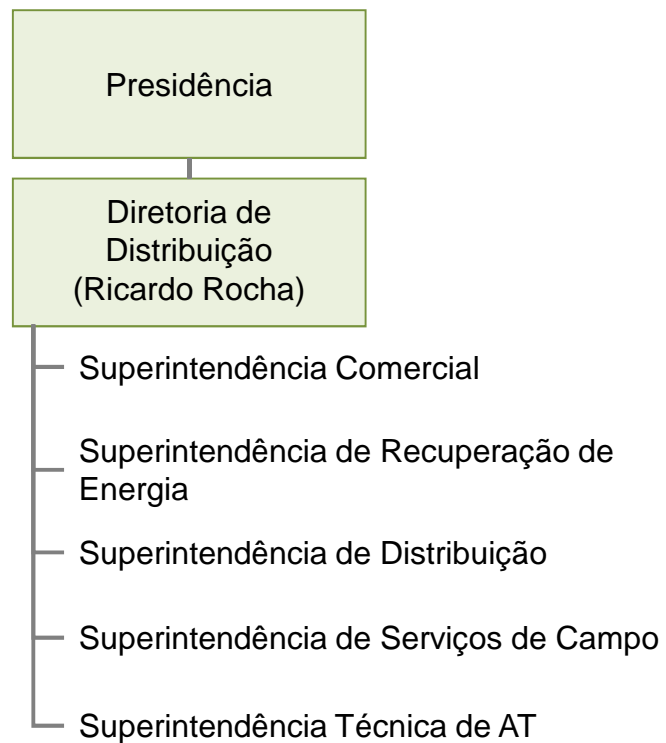 Presidência
Diretoria de
Distribuição
(Ricardo Rocha)
Superintendência Comercial
Superintendência de Recuperação de
Energia
Superintendência de Distribuição
Superintendência de Serviços de Campo
Superintendência Técnica de AT